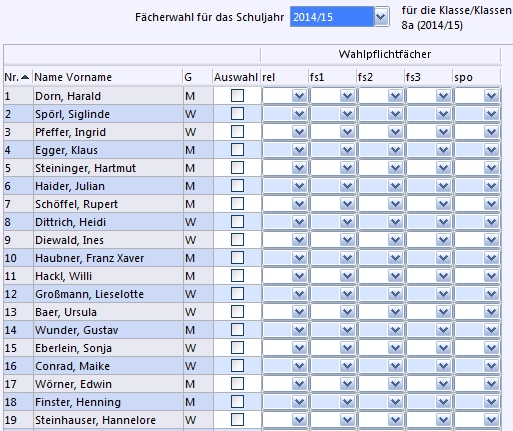 Fächerwahl für das Schuljahr 2014/15 für die Klasse/Klassen
8a (2014/15)
Wahlpflichtfächer
Nr. Name Vorname G Auswahl rel fs1 fs2 fs3 spo
1 Dorn, Harald M
2 Spörl, Siglinde W
3 Pfeffer, Ingrid W
4 Egger, Klaus M
5 Steininger, Hartmut M
6 Haider, Julian M
7 Schöffel, Rupert M
8 Dittrich, Heidi W
9 Diewald, Ines W
10 Haubner, Franz Xaver M
11 Hackl, Willi M
12 Großmann, Lieselotte W
13 Baer, Ursula W
14 Wunder, Gustav M
15 Eberlein, Sonja W
16 Conrad, Maike W
17 Wörner, Edwin M
18 Finster, Henning M
19 Steinhauser, Hannelore W